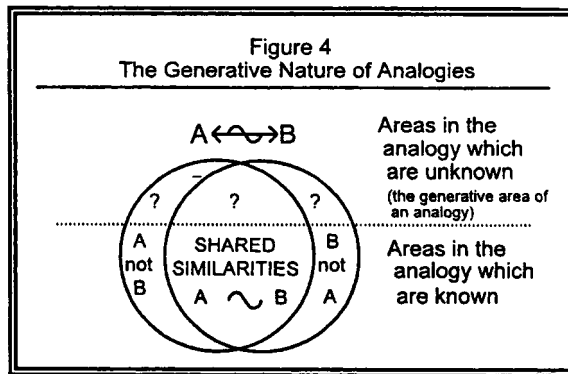 Figure 4
The Generative Nature of Analogies
A B
Areas in the
analogy which
are unknown
(the generative area of
an analogy)
? ? ?
A
not
B
SHARED
SIMILARITIES
A ~ B
B
not
A
Areas in the
analogy which
are known